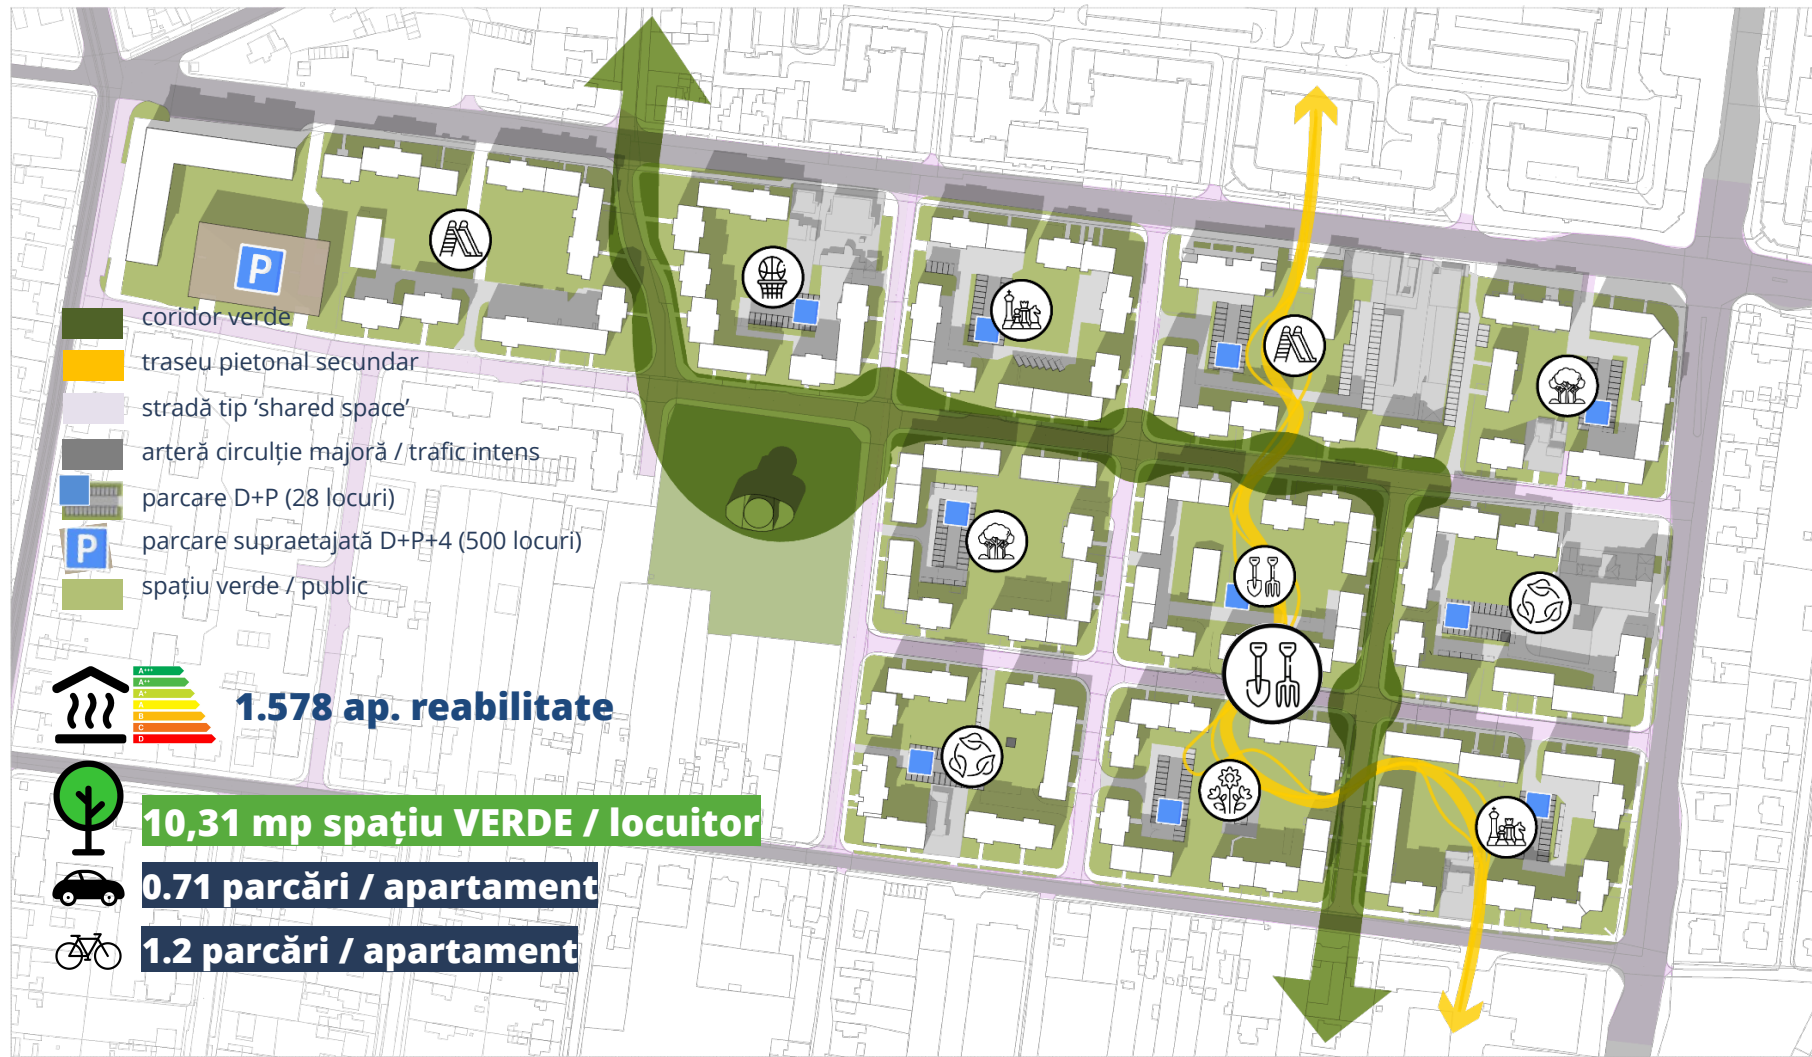 P
coridor verde
traseu pietonal secundar
stradă tip ‘shared space’
arteră circulție majoră / trafic intens
parcare D+P (28 locuri)
P
parcare supraetajată D+P+4 (500 locuri)
spațiu verde / public
A+++
A++
A+
A
B
C
D
1.578 ap. reabilitate
10,31 mp spațiu VERDE / locuitor
0.71 parcări / apartament
1.2 parcări / apartament